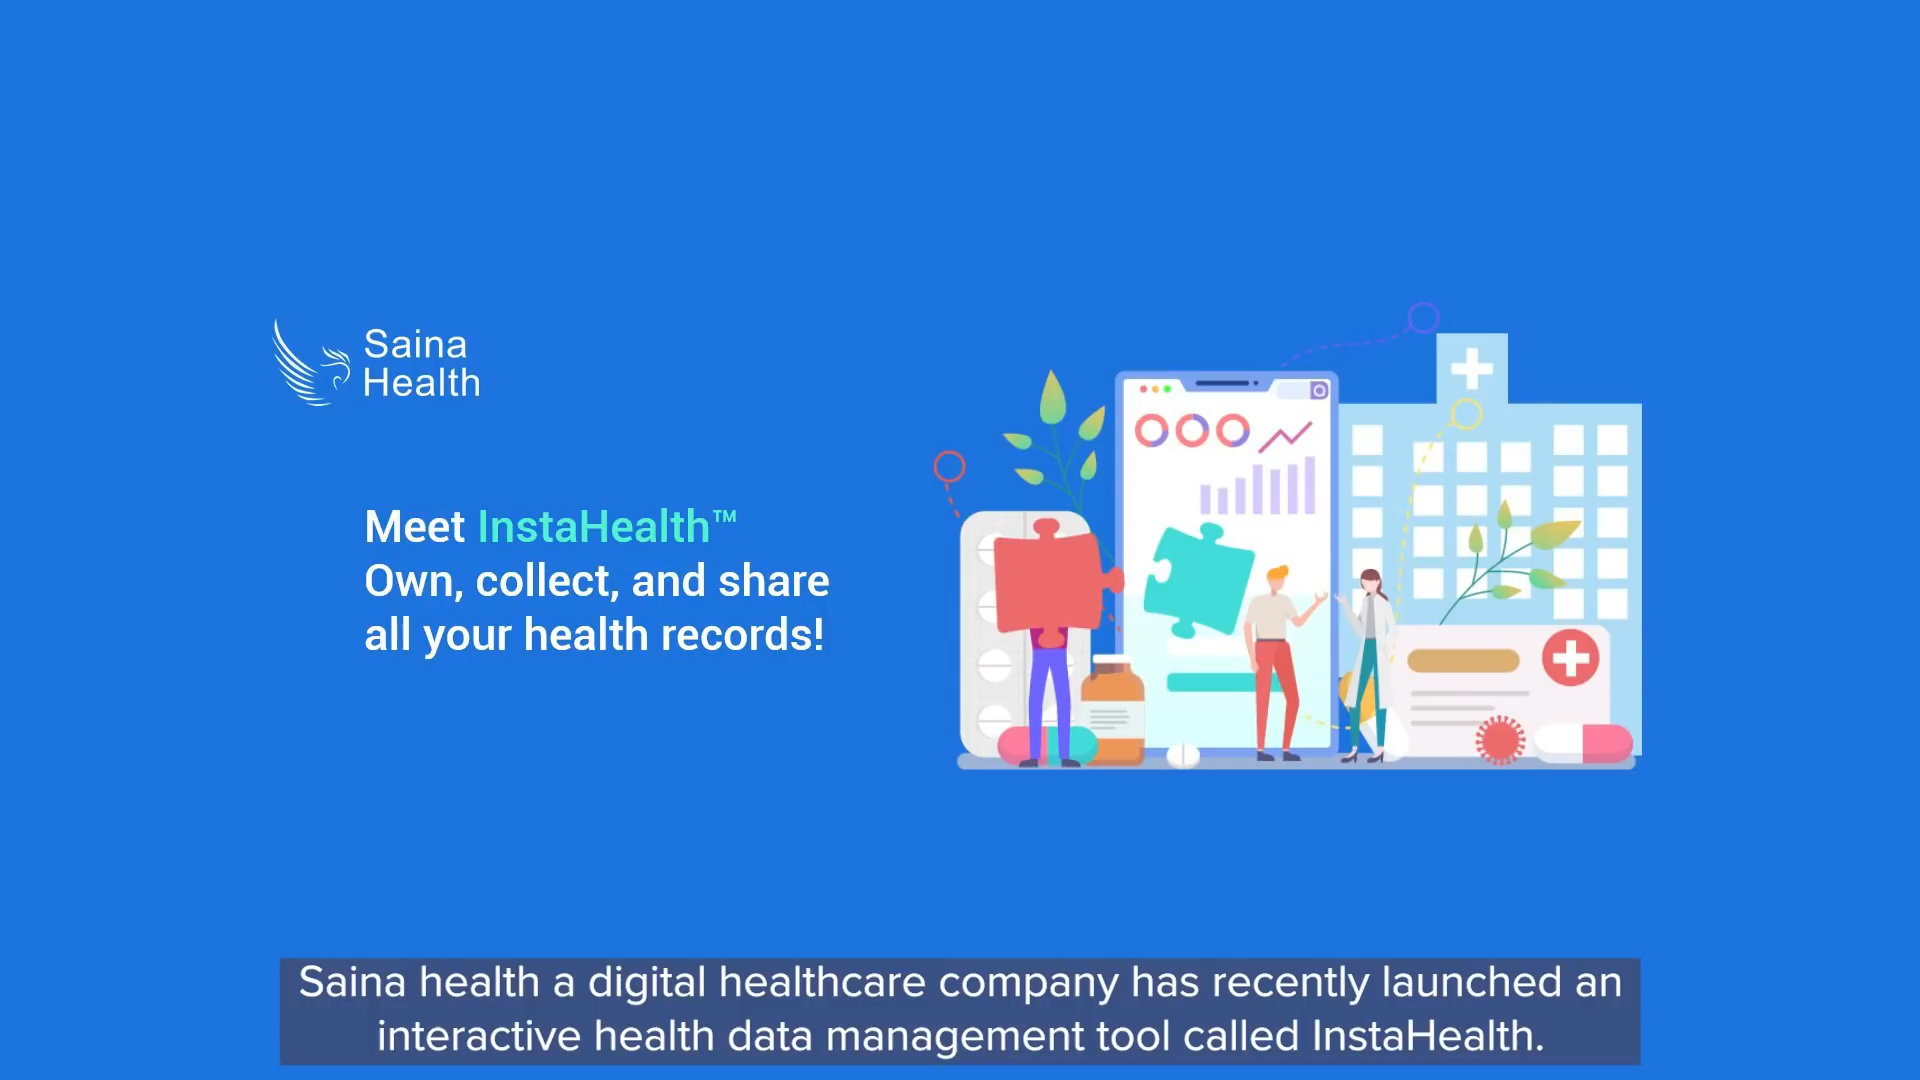 Saina
Health
Meet InstaHealth™
Own, collect, and share
all your health records!
Saina health a digital healthcare company has recently launched an
interactive health data management tool called InstaHealth.